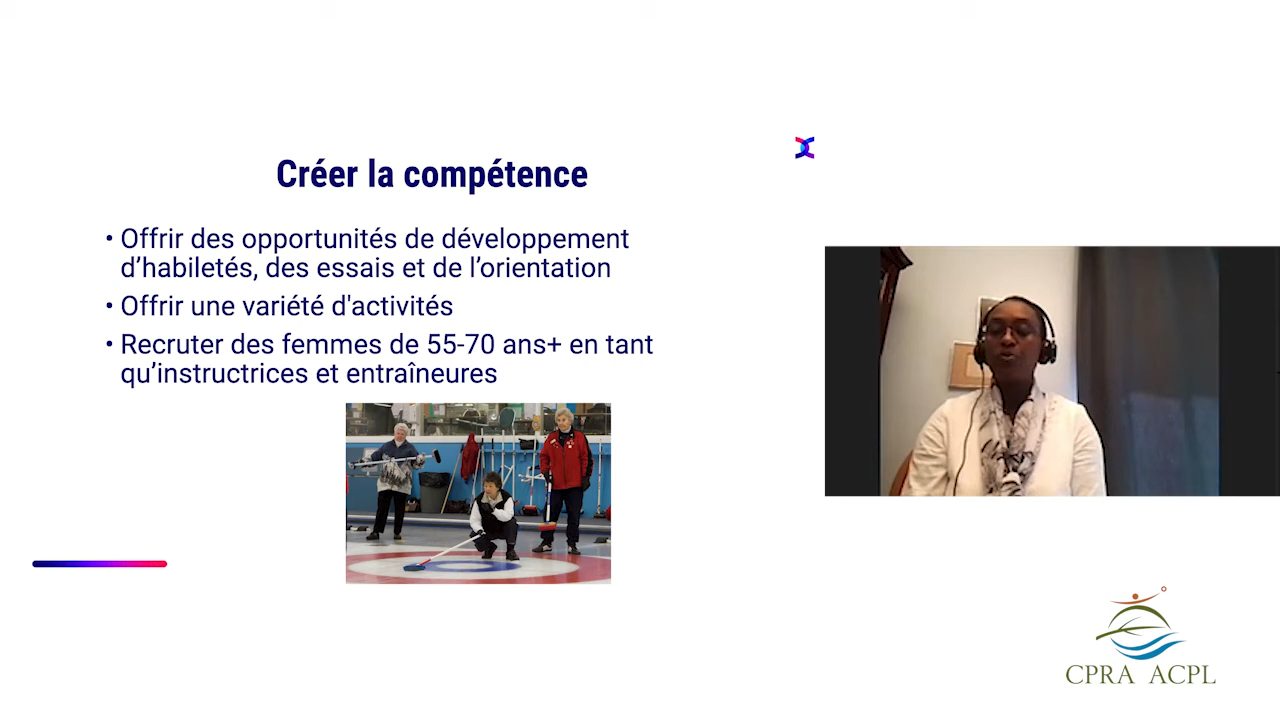 Créer la compétence
• Offrir des opportunités de développement
d’habiletés, des essais et de l’orientation
• Offrir une variété d'activités
• Recruter des femmes de 55-70 ans+ en tant
qu’instructrices et entraîneures
CPRA ACPL